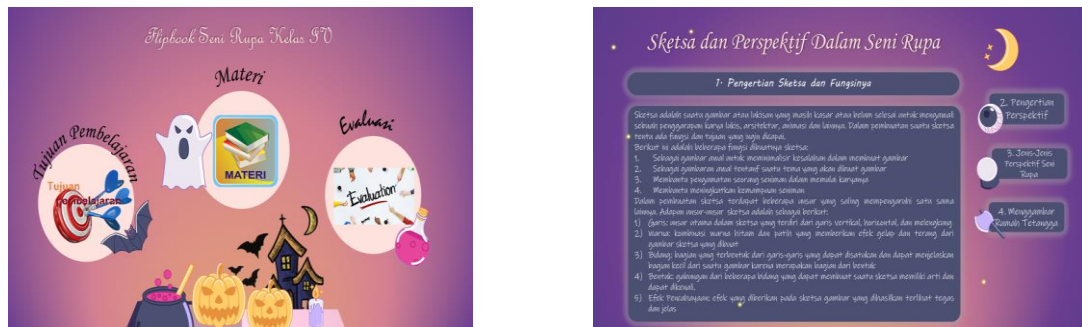 Flipbook Seni Rupa Kelas IV
Materi
MATERI
Tujuan Pembelajaran
Tujuan
Pembelajaran
Evaluasi
Evaluation
Sketsa dan Perspektif Dalam Seni Rupa
1. Pengertian Sketsa dan Fungsinya
Sketsa adalah suatu gambar atau lukisan yang masih kasar atau belum selesai untuk mengawali
sebuah penggarapan karya lukis, arsitektur, animasi dan lainnya. Dalam pembuatan suatu sketsa
tentu ada fungsi dan tujuan yang ingin dicapai.
Berikut ini adalah beberapa fungsi dibuatnya sketsa:
1. Sebagai gambar awal untuk meminimalisir kesalahan dalam membuat gambar
2. Sebagai gambaran awal tentang suatu tema yang akan dibuat gambar
3. Membantu pengamatan seorang seniman dalam memulai karyanya
4. Membantu meningkatkan kemampuan seniman
Dalam pembuatan sketsa terdapat beberapa unsur yang saling mempengaruhi satu sama
lainnya. Adapun unsur-unsur sketsa adalah sebagai berikut:
1) Garis: unsur utama dalam sketsa yang terdiri dari garis vertikal, horizontal, dan melengkung
2) Warna: kombinasi warna hitam dan putih yang memberikan efek gelap dan terang dari
gambar sketsa yang dibuat
3) Bidang: bagian yang terbentuk dari garis-garis yang dapat disatukan dan dapat menjelaskan
bagian kecil dari suatu gambar karena merupakan bagian dari bentuk
4) Bentuk: gabungan dari beberapa bidang yang dapat membuat suatu sketsa memiliki arti dan
dapat dikenali.
5) Efek Pencahayaan: efek yang diberikan pada sketsa gambar yang dihasilkan terlihat tegas
dan jelas
2. Pengertian
Perspektif
3. Jenis-Jenis
Perspektif Seni
Rupa
4. Menggambar
Rumah Tetangga